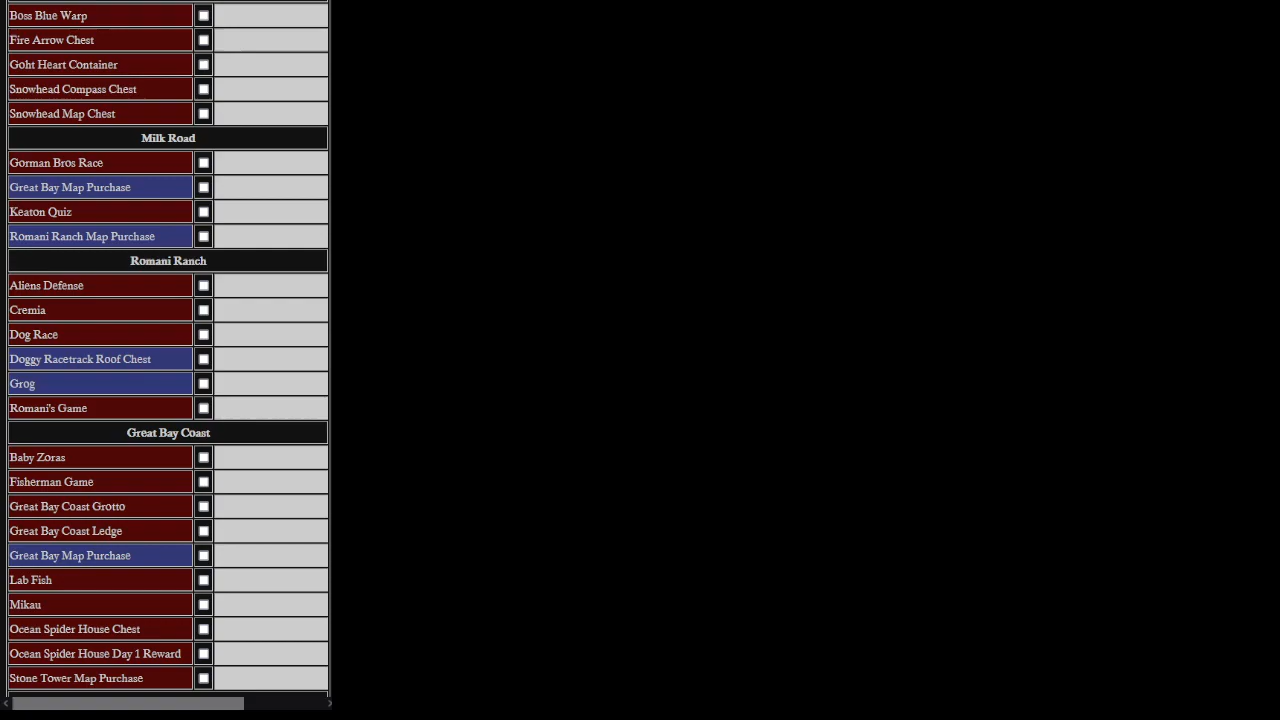 Boss Blue Warp
Fire Arrow Chest
Goht Heart Container
Snowhead Compass Chest
Snowhead Map Chest
Milk Road
Gorman Bros Race
Great Bay Map Purchase
Keaton Quiz
Romani Ranch Map Purchase
Romani Ranch
Aliens Defense
Cremia
Dog Race
Doggy Racetrack Roof Chest
Grog
Romani's Game
Great Bay Coast
Baby Zoras
Fisherman Game
Great Bay Coast Grotto
Great Bay Coast Ledge
Great Bay Map Purchase
Lab Fish
Mikau
Ocean Spider House Chest
Ocean Spider House Day 1 Reward
Stone Tower Map Purchase